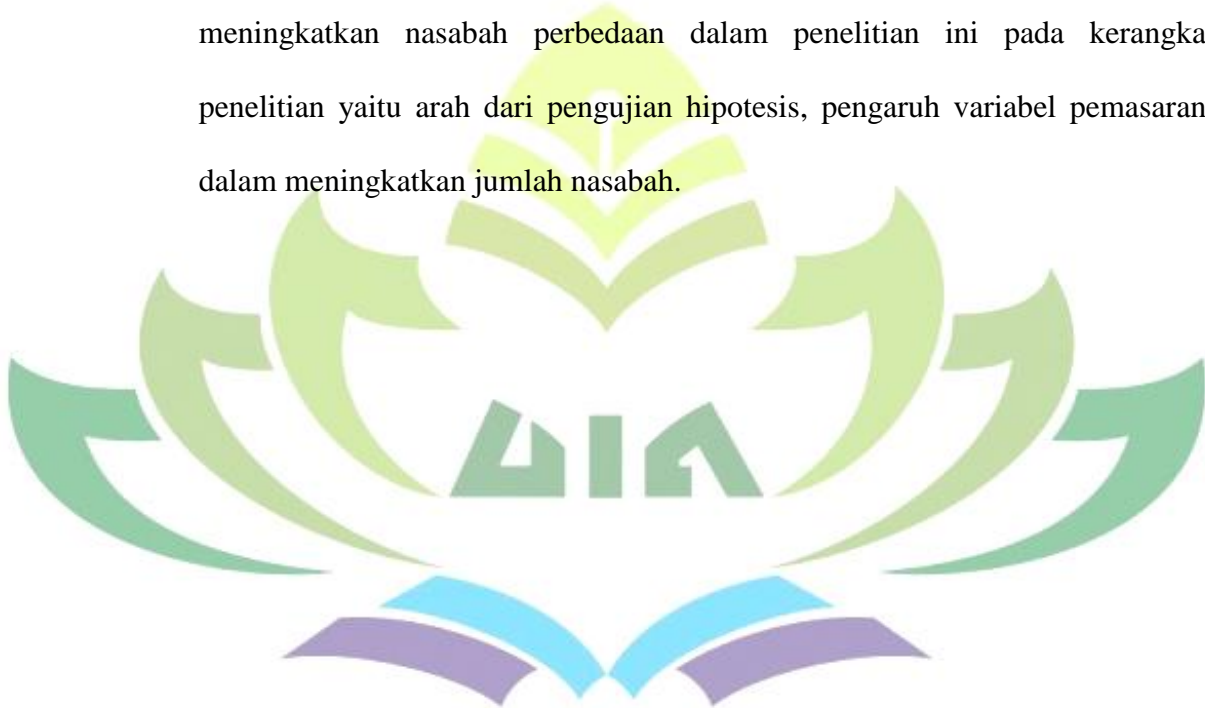 meningkatkan nasabah perbedaan dalam penelitian ini pada kerangka
penelitian yaitu arah dari pengujian hipotesis, pengaruh variabel pemasaran
dalam meningkatkan jumlah nasabah.
UIN